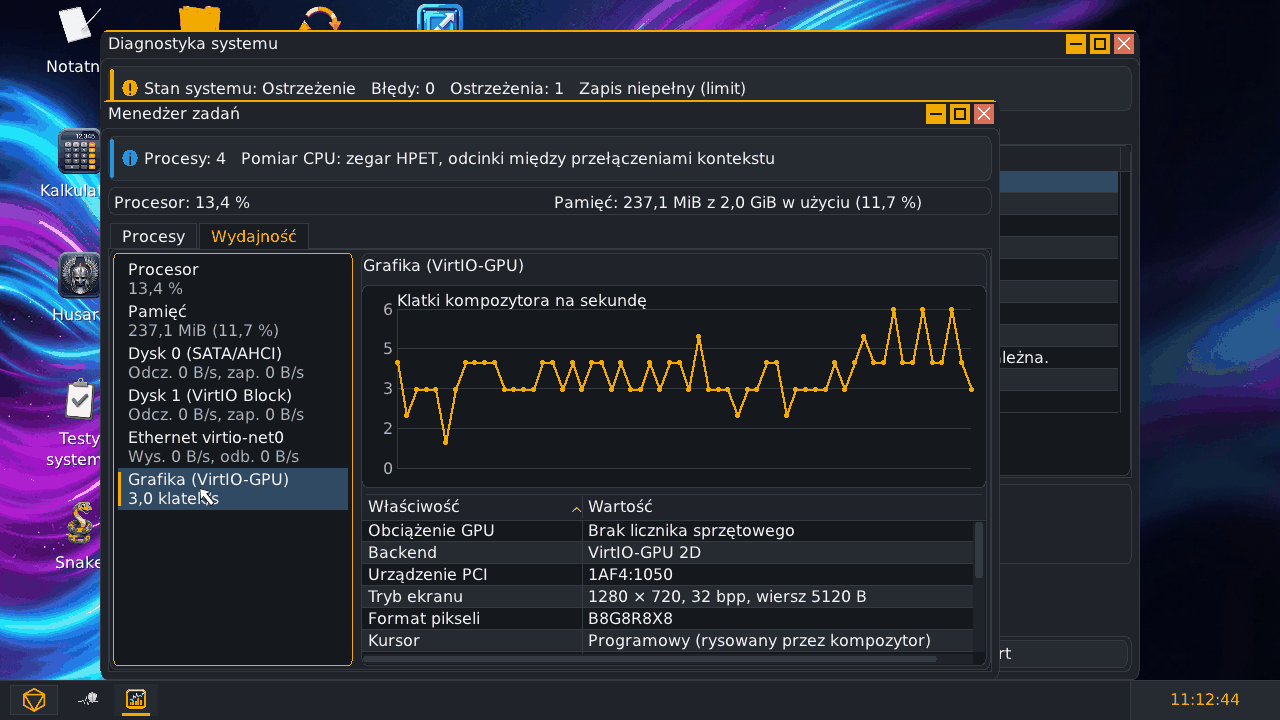 Notatn
Kalkulat
Husar
Testy
system
Snake
Diagnostyka systemu
Stan systemu: Ostrzeżenie Błędy: 0 Ostrzeżenia: 1 Zapis niepełny (limit)
Menedżer zadań
Procesy: 4 Pomiar CPU: zegar HPET, odcinki między przełączeniami kontekstu
Procesor: 13,4 % Pamięć: 237,1 MiB z 2,0 GiB w użyciu (11,7 %)
Procesy Wydajność
Procesor
13,4 %
Pamięć
237,1 MiB (11,7 %)
Dysk 0 (SATA/AHCI)
Odcz. 0 B/s, zap. 0 B/s
Dysk 1 (VirtIO Block)
Odcz. 0 B/s, zap. 0 B/s
Ethernet virtio-net0
Wys. 0 B/s, odb. 0 B/s
Grafika (VirtIO-GPU)
3,0 klatek/s
Grafika (VirtIO-GPU)
Klatki kompozytora na sekundę
6
5
3
2
0
Właściwość Wartość
Obciążenie GPU Brak licznika sprzętowego
Backend VirtIO-GPU 2D
Urządzenie PCI 1AF4:1050
Tryb ekranu 1280 × 720, 32 bpp, wiersz 5120 B
Format pikseli B8G8R8X8
Kursor Programowy (rysowany przez kompozytor)
ależna.
rt
11:12:44